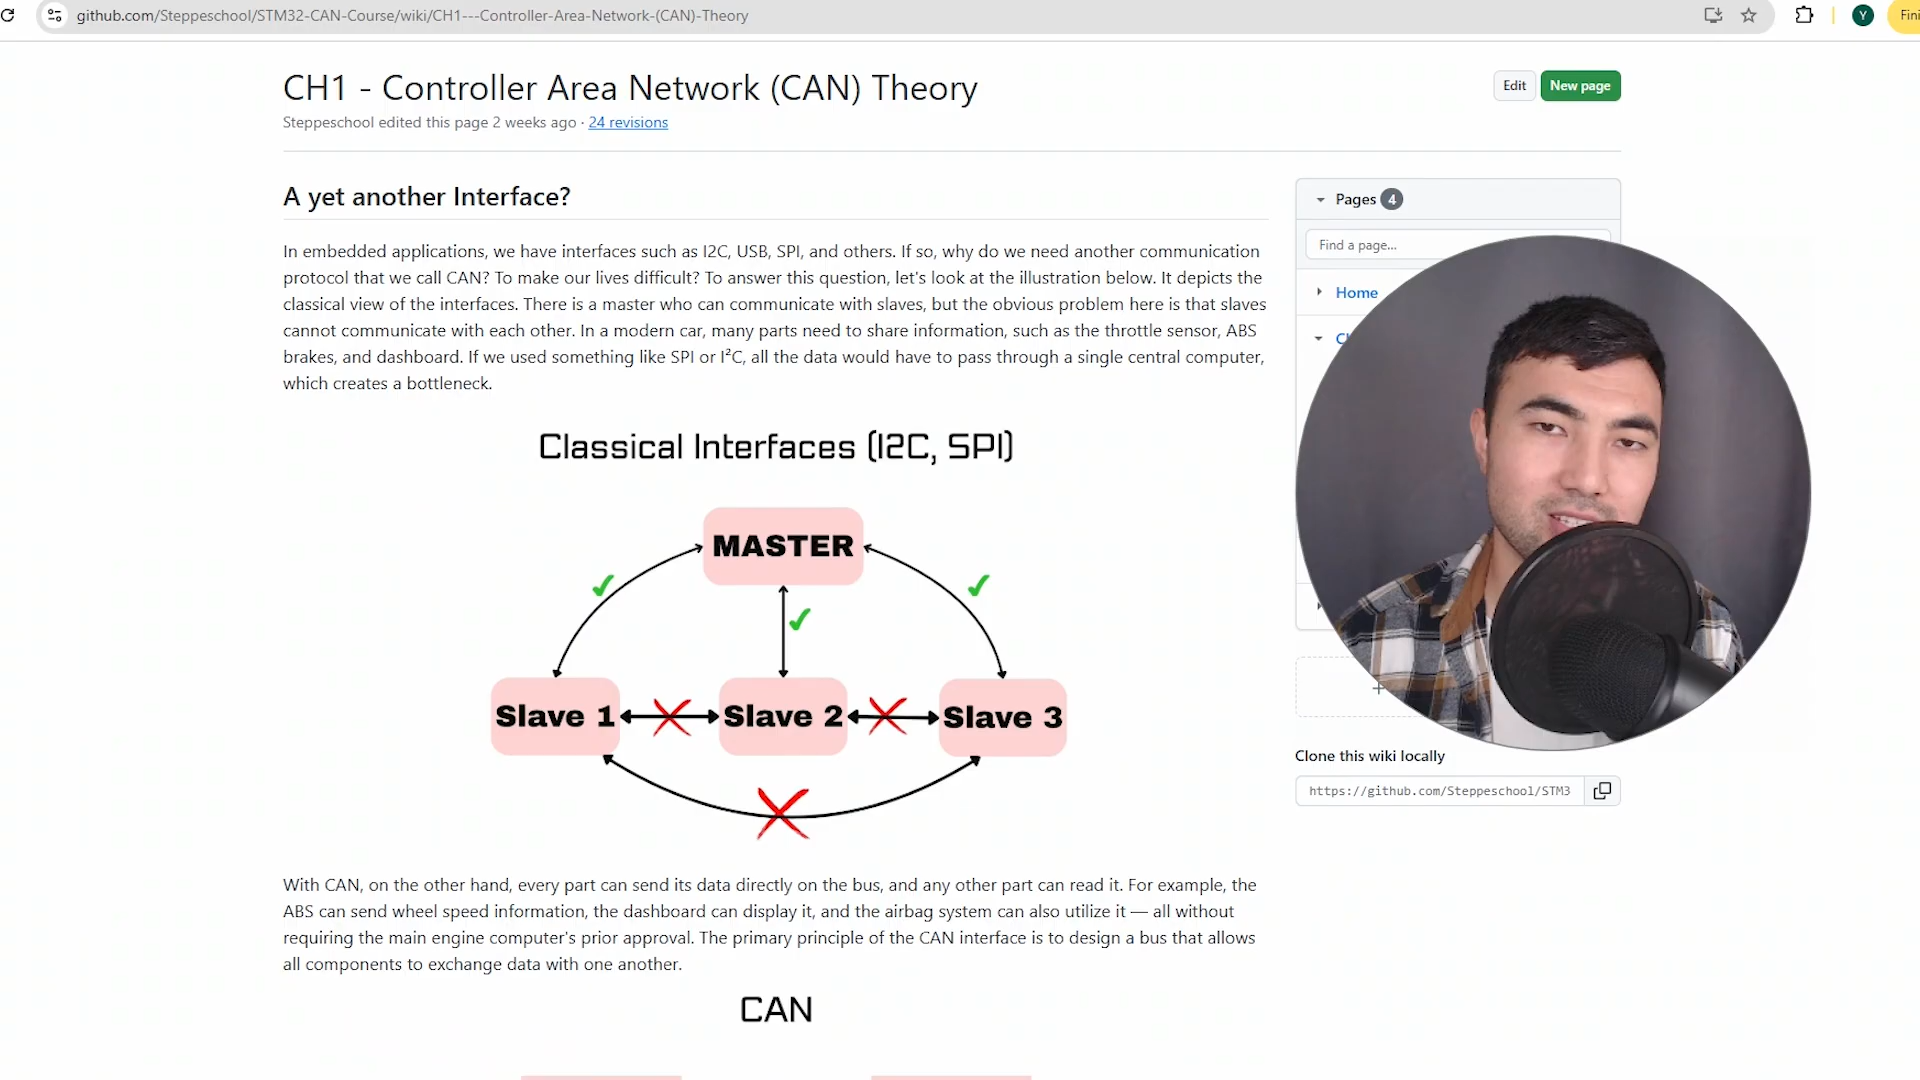 github.com/Steppeschool/STM32-CAN-Course/wiki/CH1---Controller-Area-Network-(CAN)-Theory
Y
Fini
CH1 - Controller Area Network (CAN) Theory
Edit
New page
Steppeschool edited this page 2 weeks ago · 24 revisions
A yet another Interface?
In embedded applications, we have interfaces such as I2C, USB, SPI, and others. If so, why do we need another communication
protocol that we call CAN? To make our lives difficult? To answer this question, let's look at the illustration below. It depicts the
classical view of the interfaces. There is a master who can communicate with slaves, but the obvious problem here is that slaves
cannot communicate with each other. In a modern car, many parts need to share information, such as the throttle sensor, ABS
brakes, and dashboard. If we used something like SPI or I²C, all the data would have to pass through a single central computer,
which creates a bottleneck.
Classical Interfaces (I2C, SPI)
MASTER
Slave 1
Slave 2
Slave 3
With CAN, on the other hand, every part can send its data directly on the bus, and any other part can read it. For example, the
ABS can send wheel speed information, the dashboard can display it, and the airbag system can also utilize it — all without
requiring the main engine computer's prior approval. The primary principle of the CAN interface is to design a bus that allows
all components to exchange data with one another.
CAN
Pages 4
Find a page...
Home
Clone this wiki locally
https://github.com/Steppeschool/STM3